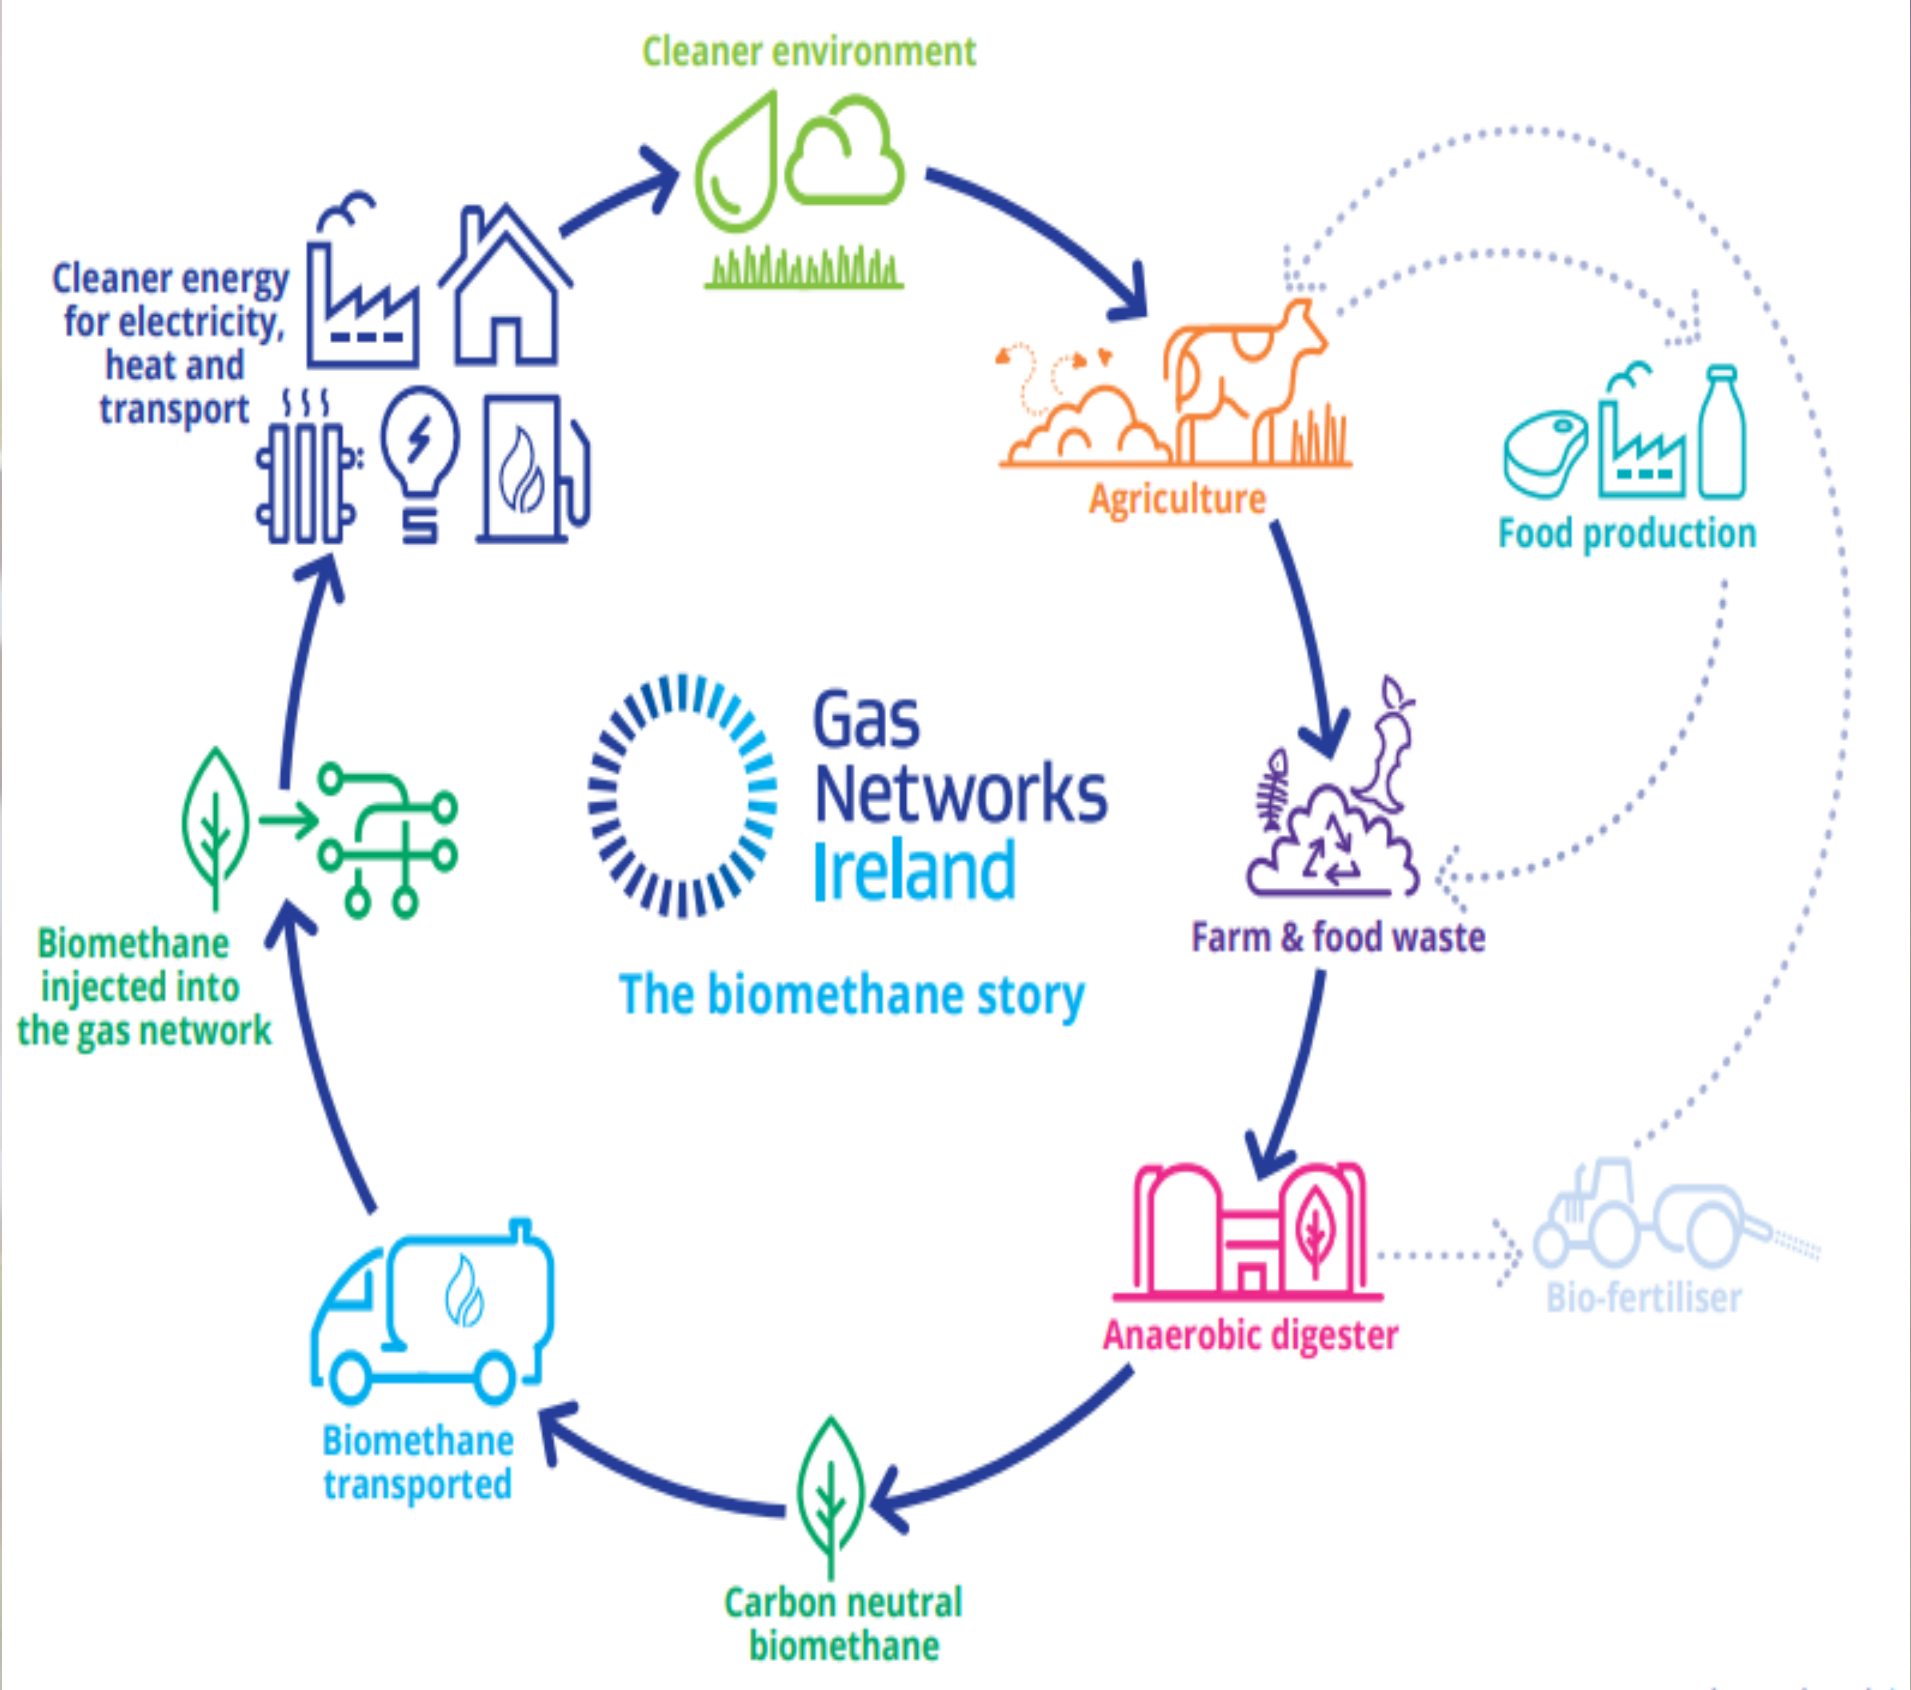 Cleaner environment
Cleaner energy
for electricity,
heat and
transport
Agriculture
Food production
Gas
Networks
Ireland
The biomethane story
Farm & food waste
Biomethane
injected into
the gas network
Anaerobic digester
Bio-fertiliser
Biomethane
transported
Carbon neutral
biomethane